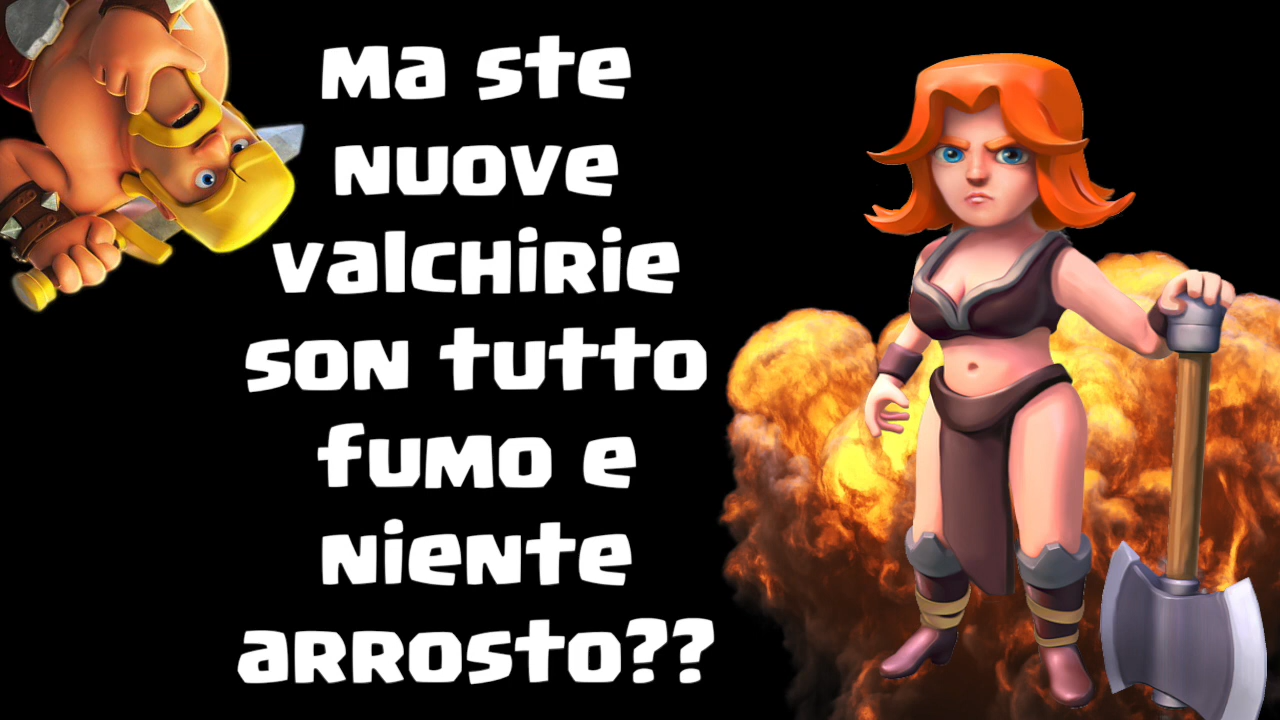 Ma ste
nuove
valchirie
son tutto
fumo e
niente
arrosto??